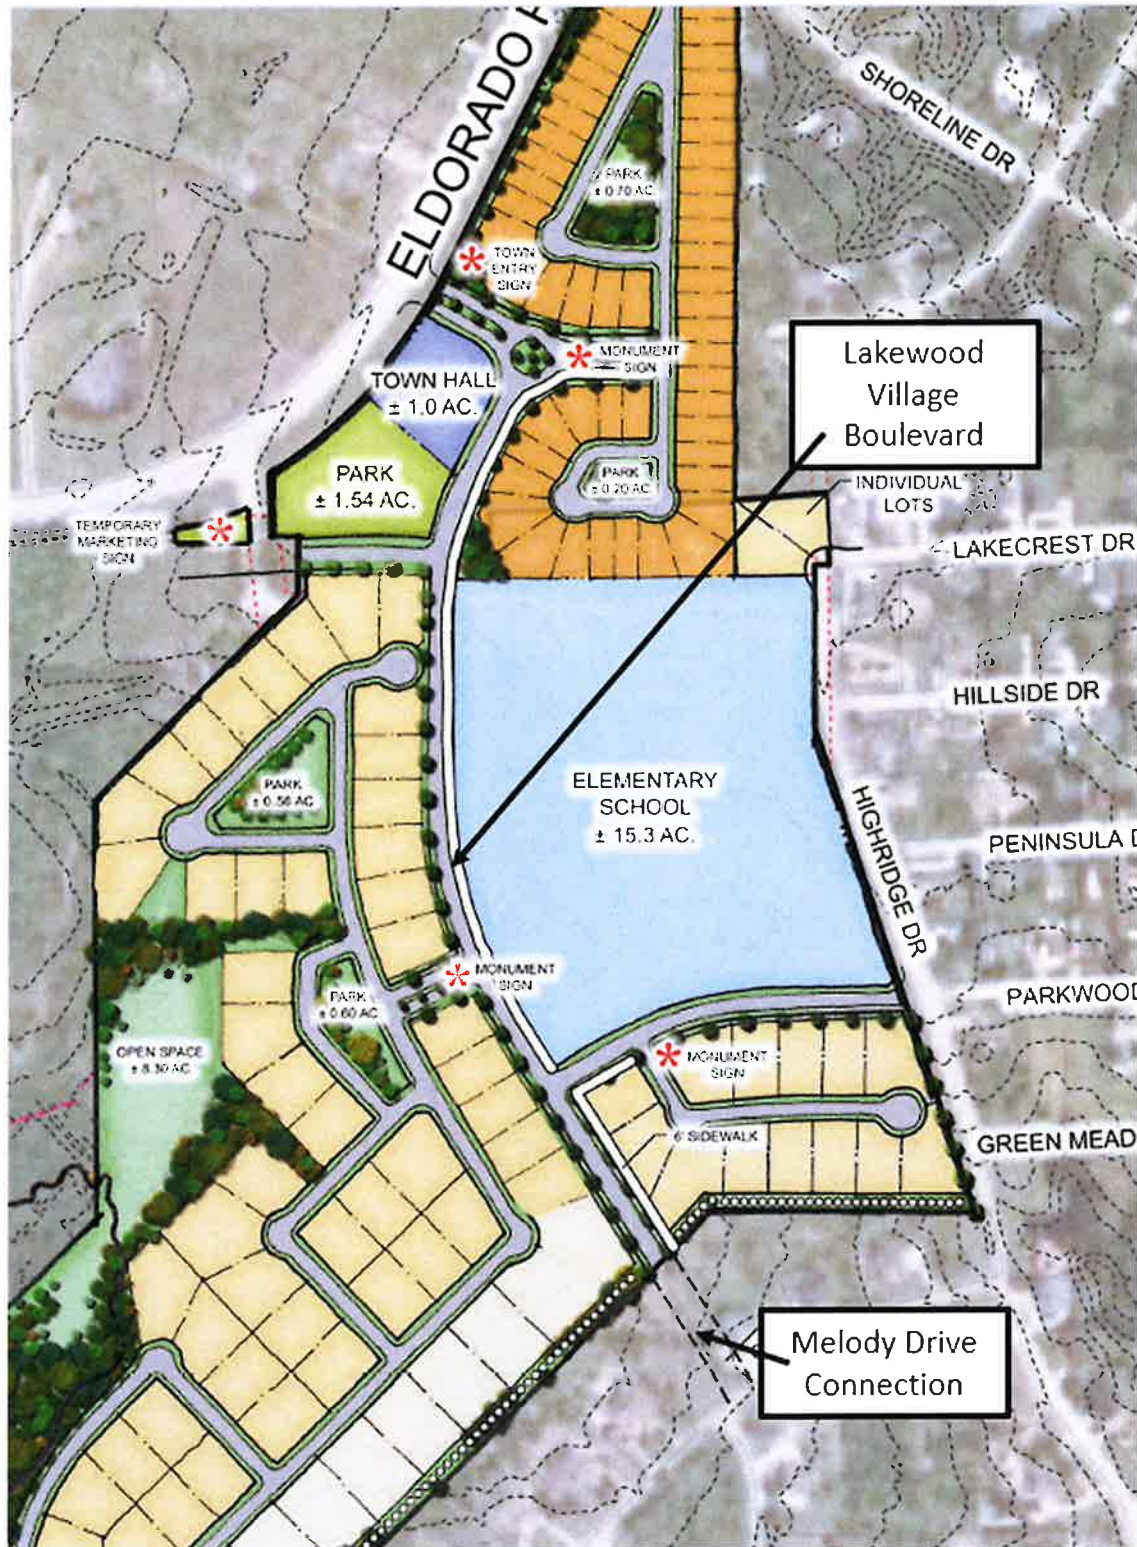 SHORELINE DR
ELDORADO
PARK
± 0.70 AC.
TOWN
ENTRY
SIGN
MONUMENT
SIGN
Lakewood
Village
Boulevard
TOWN HALL
± 1.0 AC.
PARK
± 1.54 AC.
PARK
± 0.20 AC.
INDIVIDUAL
LOTS
TEMPORARY
MARKETING
SIGN
LAKECREST DR
HILLSIDE DR
ELEMENTARY
SCHOOL
± 15.3 AC.
PARK
± 0.56 AC.
HIGHRIDGE DR
PENINSULA D
MONUMENT
SIGN
PARK
± 0.60 AC.
PARKWOOD
OPEN SPACE
± 8.30 AC.
MONUMENT
SIGN
6' SIDEWALK
GREEN MEAD
Melody Drive
Connection